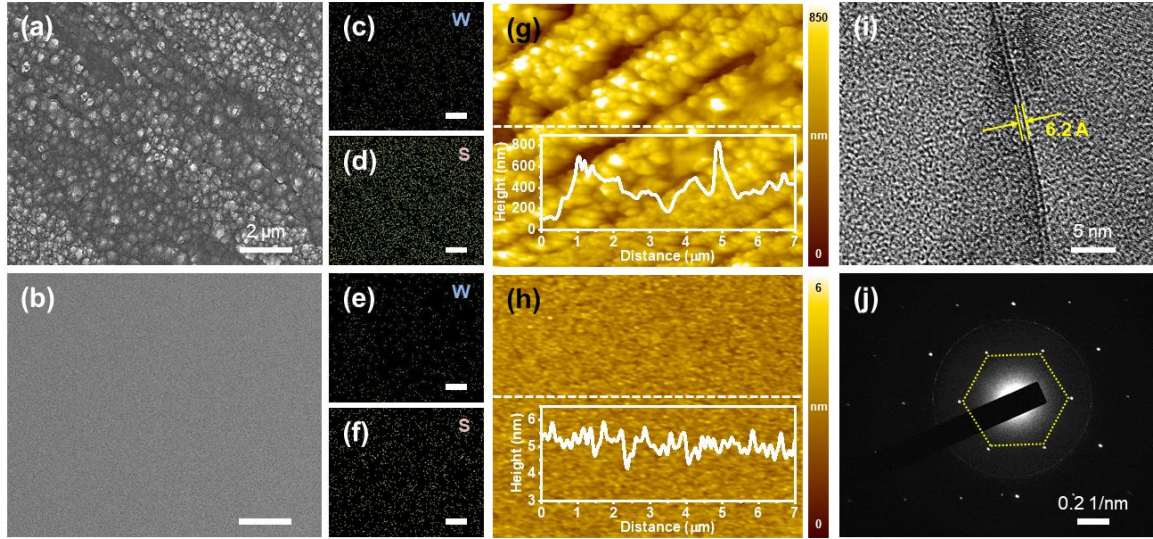 (a)
2 μm
(b)
(c)
W
(d)
S
(e)
W
(f)
S
(g)
Height (nm)
800
600
400
200
0
0 1 2 3 4 5 6 7
Distance (μm)
850
nm
0
(h)
Height (nm)
6
5
4
3
0 1 2 3 4 5 6 7
Distance (μm)
6
nm
0
(i)
6.2 Å
5 nm
(j)
0.2 1/nm